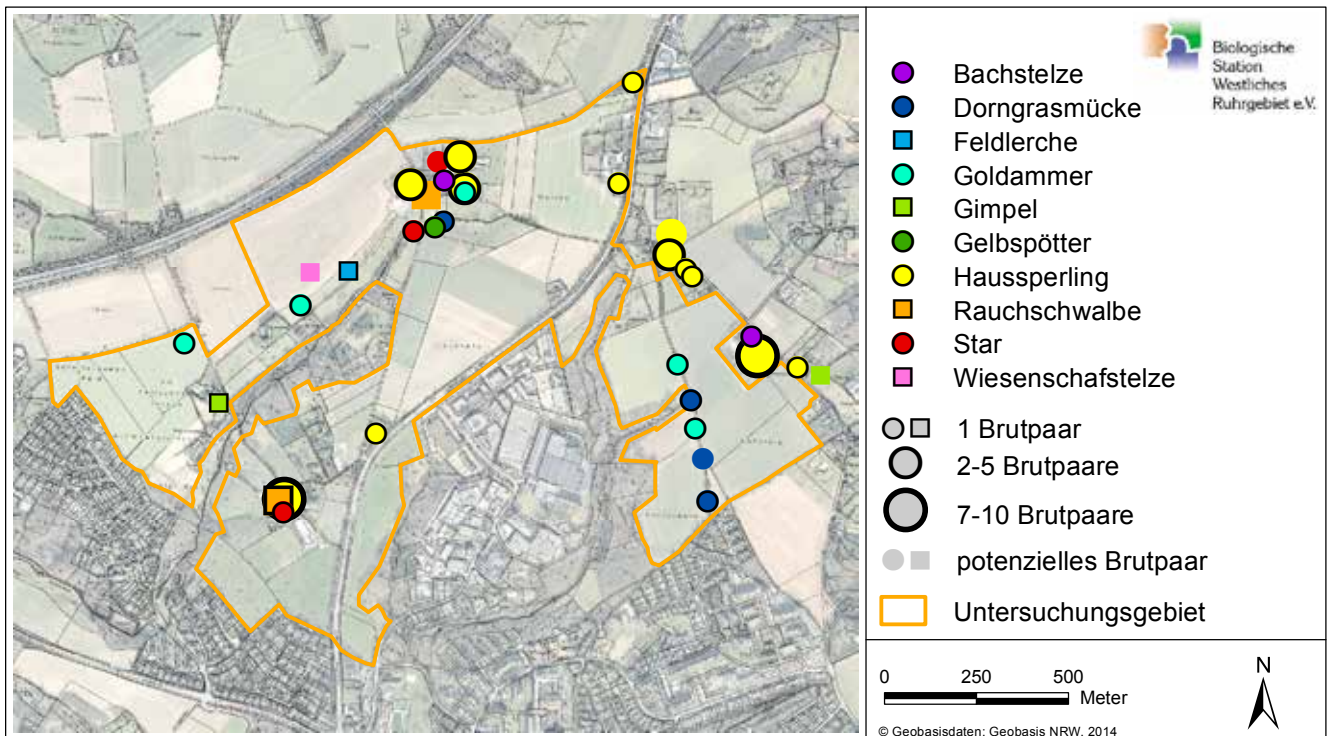 Biologische
Station
Westliches
Ruhrgebiet e.V.
Bachstelze
Dorngrasmücke
Feldlerche
Goldammer
Gimpel
Gelbspötter
Haussperling
Rauchschwalbe
Star
Wiesenschafstelze
1 Brutpaar
2-5 Brutpaare
7-10 Brutpaare
potenzielles Brutpaar
Untersuchungsgebiet
0 250 500
Meter
N
© Geobasisdaten: Geobasis NRW, 2014